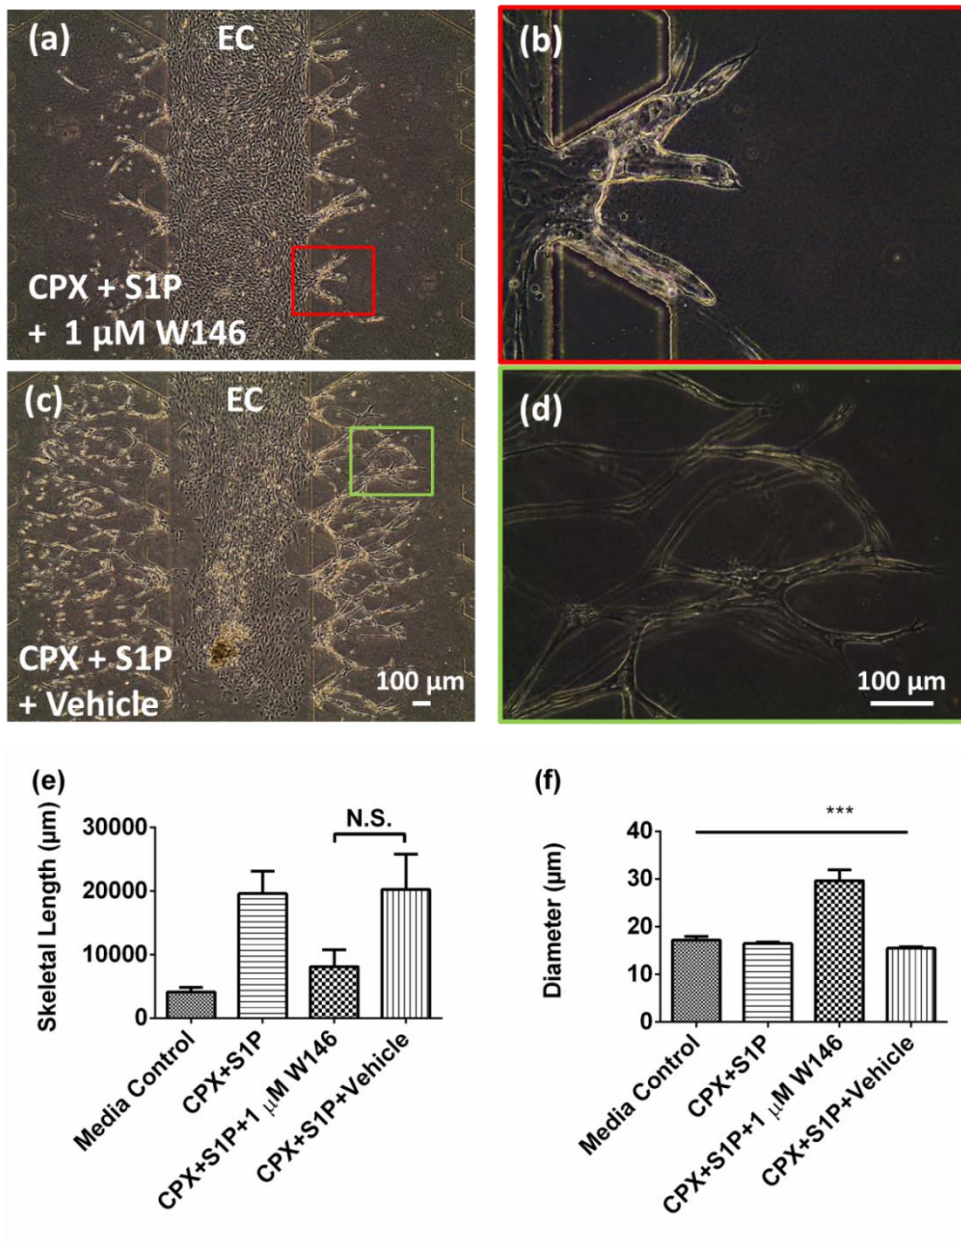 (a) EC (b)
CPX + S1P
+ 1 µM W146
(c) EC (d)
CPX + S1P
+ Vehicle
100 µm
100 µm
(e)
Skeletal Length (µm)
30000
20000
10000
0
N.S.
Media Control
CPX+S1P
CPX+S1P+1 µM W146
CPX+S1P+Vehicle
(f)
Diameter (µm)
40
30
20
10
0
***
Media Control
CPX+S1P
CPX+S1P+1 µM W146
CPX+S1P+Vehicle